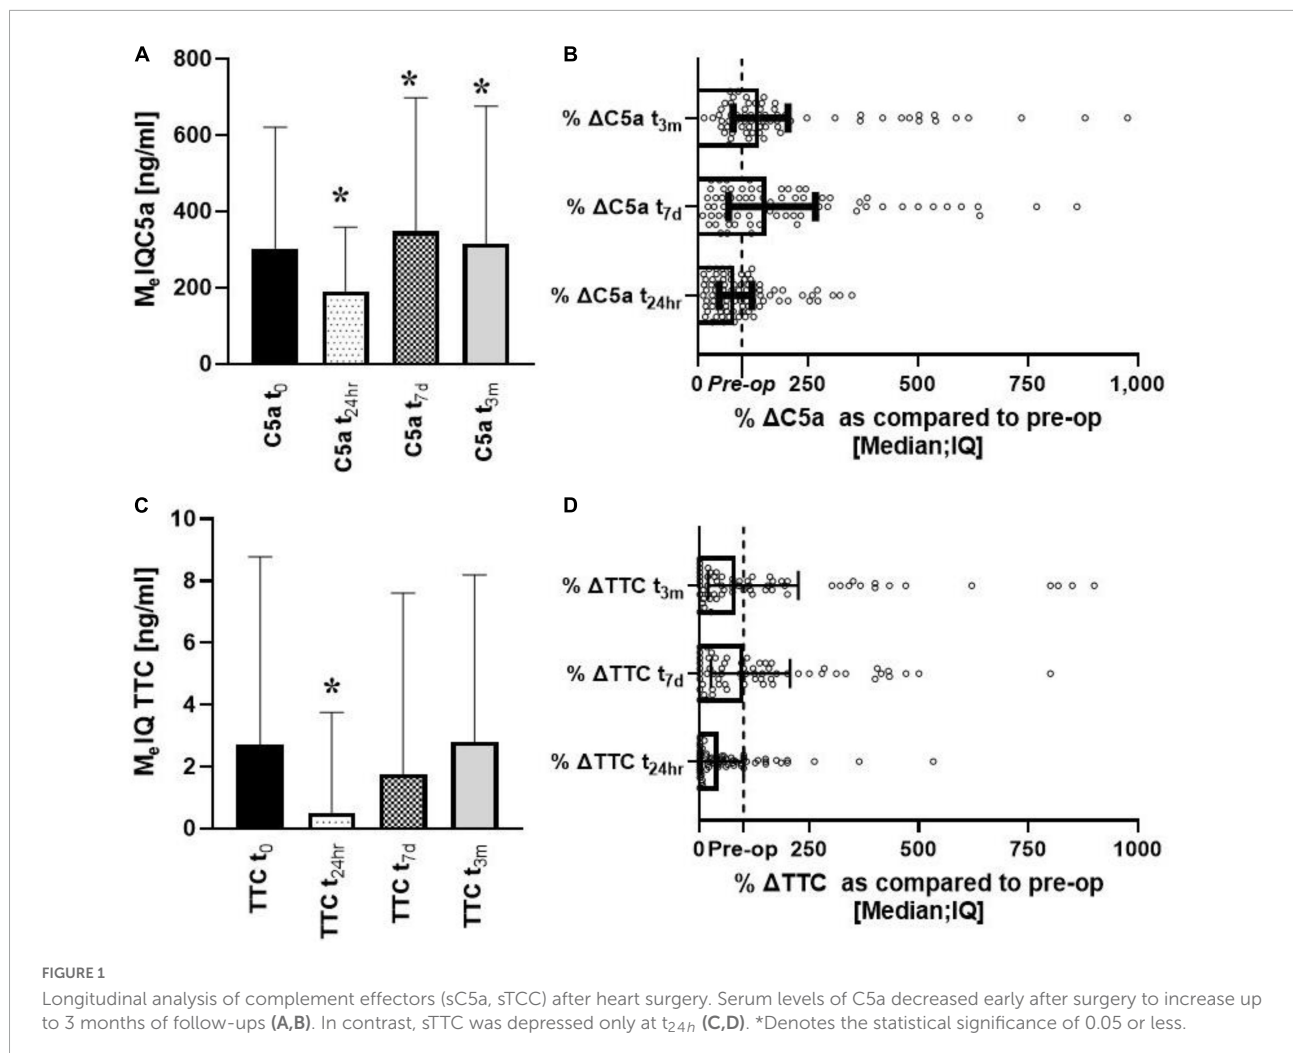 A
800
600
400
200
0
MeIQC5a [ng/ml]
*
*
*
C5a t0
C5a t24hr
C5a t7d
C5a t3m
B
% ΔC5a t3m
% ΔC5a t7d
% ΔC5a t24hr
0 Pre-op 250 500 750 1,000
% ΔC5a as compared to pre-op
[Median;IQ]
C
10
8
6
4
2
0
MeIQ TTC [ng/ml]
*
TTC t0
TTC t24hr
TTC t7d
TTC t3m
D
% ΔTTC t3m
% ΔTTC t7d
% ΔTTC t24hr
0 Pre-op 250 500 750 1000
% ΔTTC as compared to pre-op
[Median;IQ]
FIGURE 1
Longitudinal analysis of complement effectors (sC5a, sTCC) after heart surgery. Serum levels of C5a decreased early after surgery to increase up
to 3 months of follow-ups (A,B). In contrast, sTTC was depressed only at t24h (C,D). *Denotes the statistical significance of 0.05 or less.